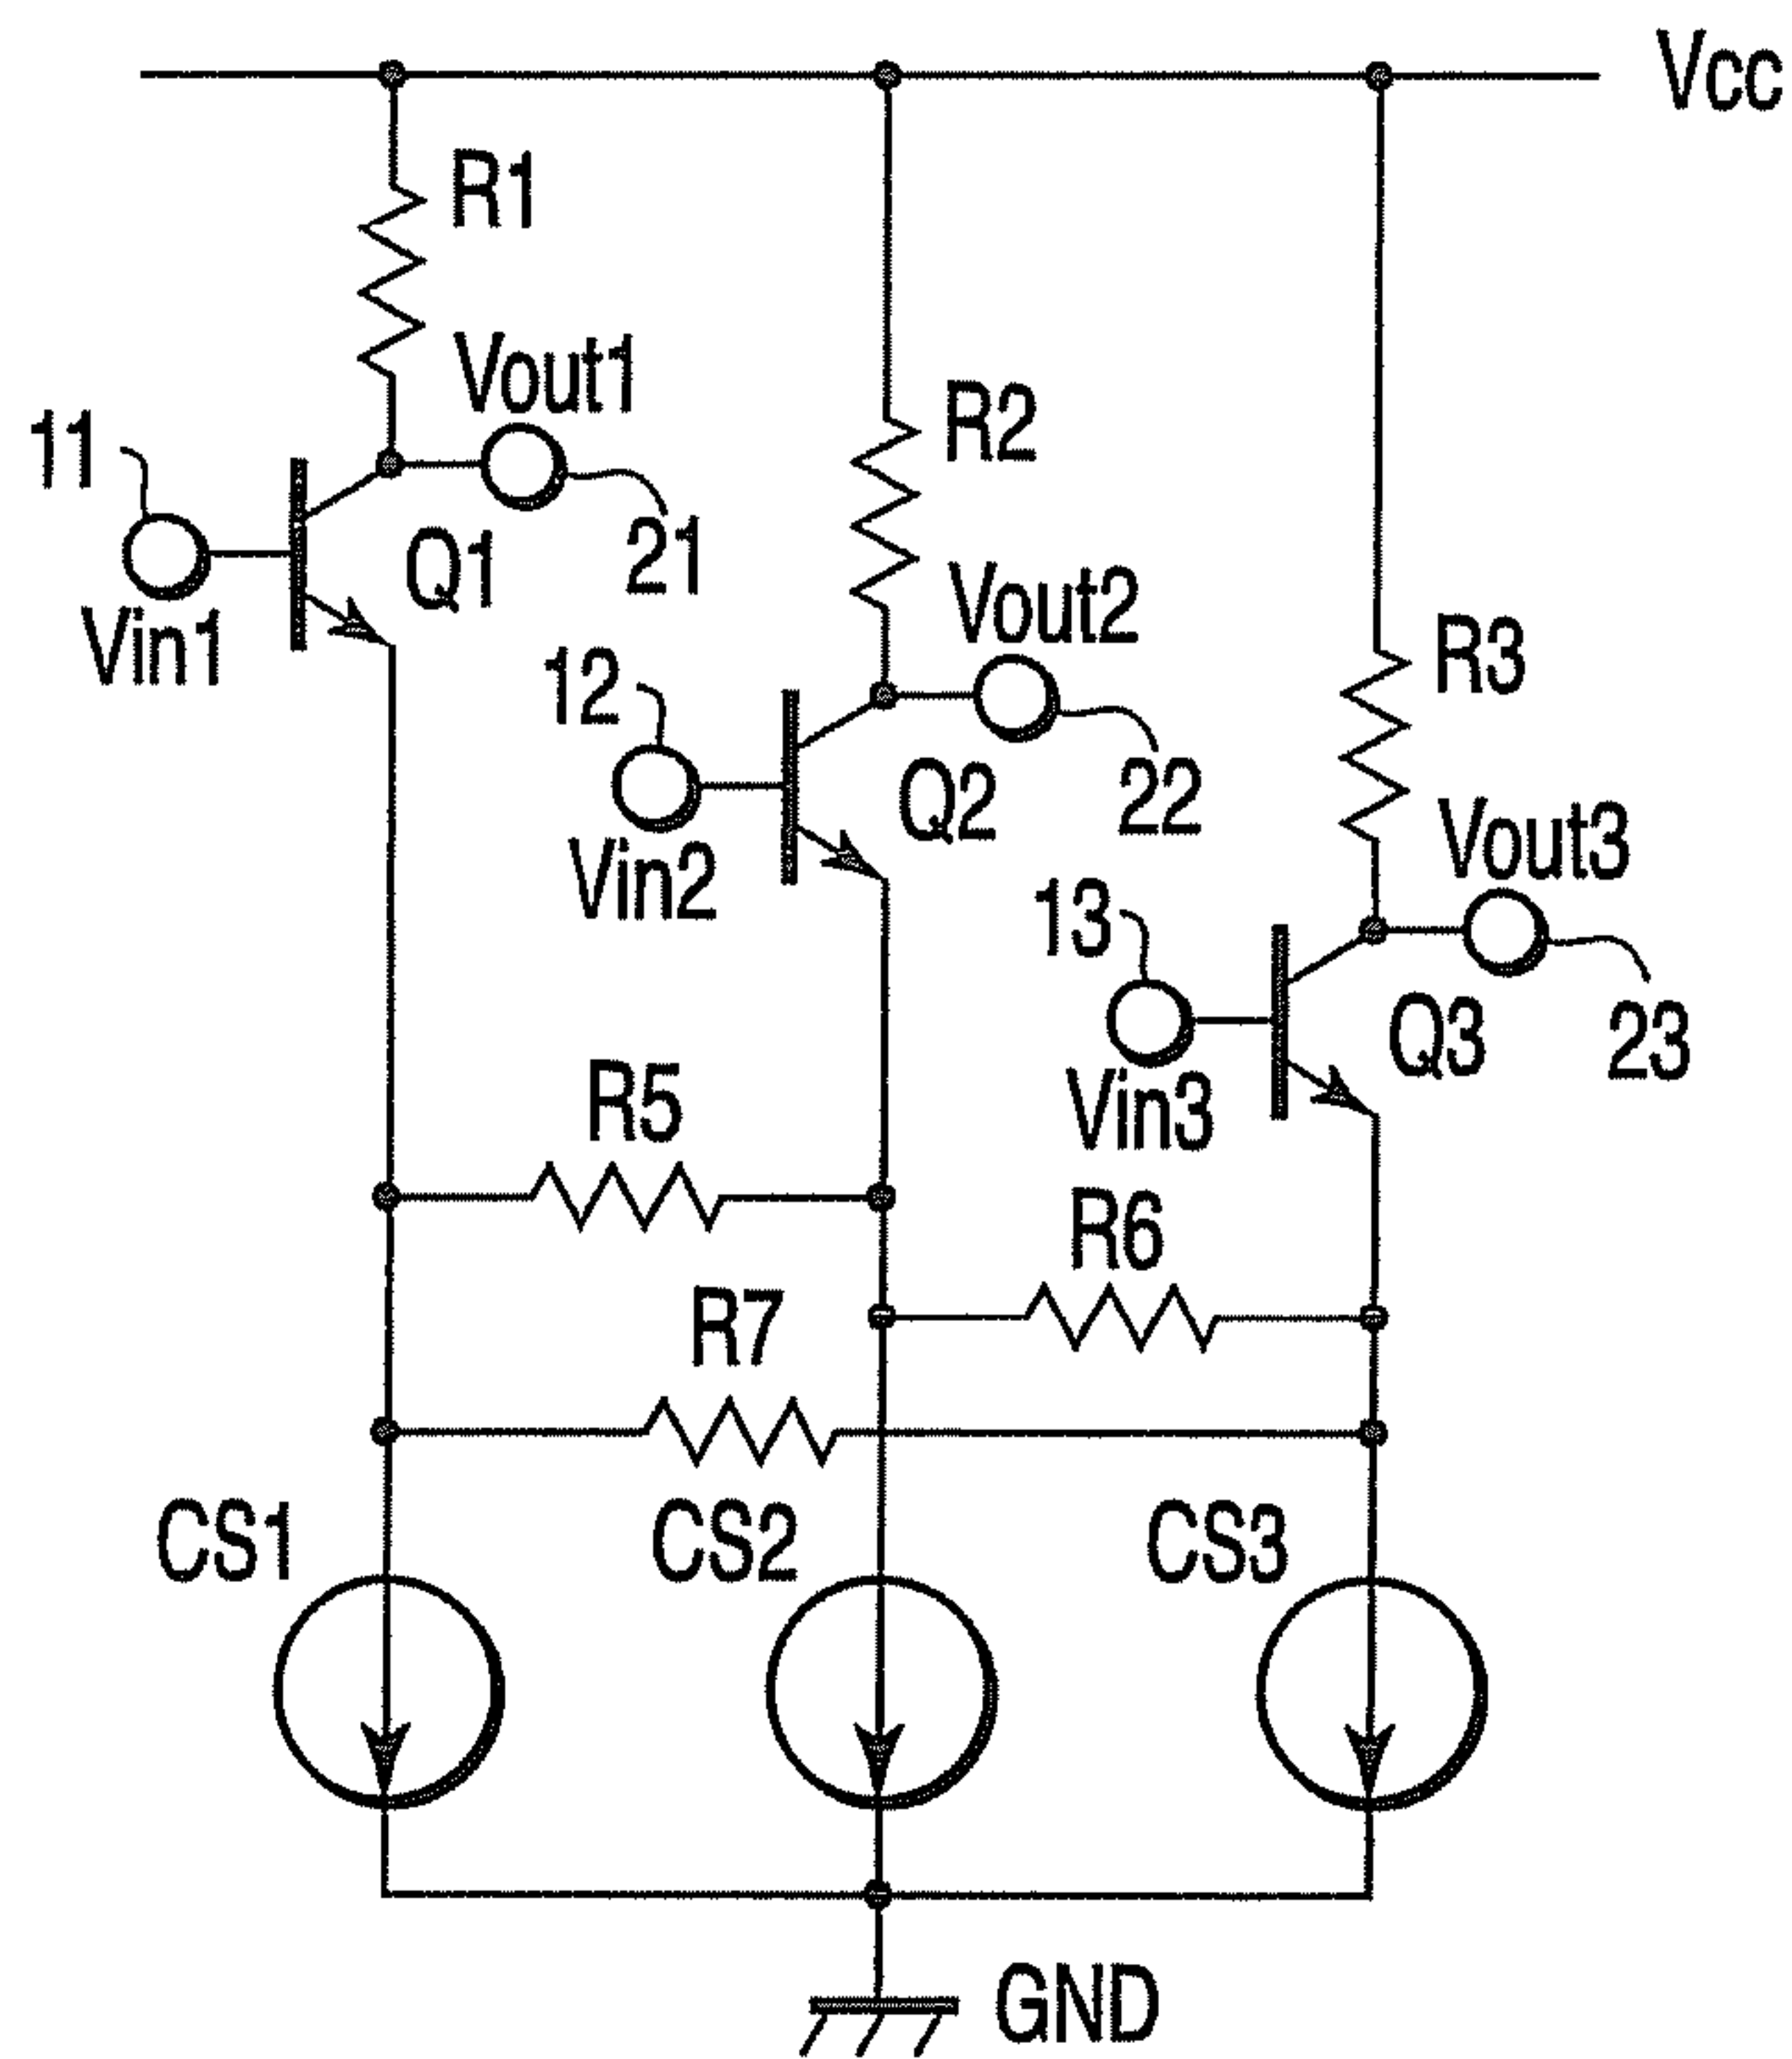 Vcc
R1
Vout1
11
R2
Q1
21
Vin1
Vout2
12
R3
Q2
22
Vin2
Vout3
13
Q3
23
Vin3
R5
R6
R7
CS1
CS2
CS3
GND